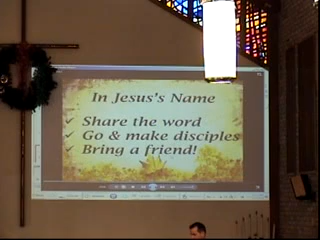 In Jesus's Name
✓ Share the word
✓ Go & make disciples
✓ Bring a friend!